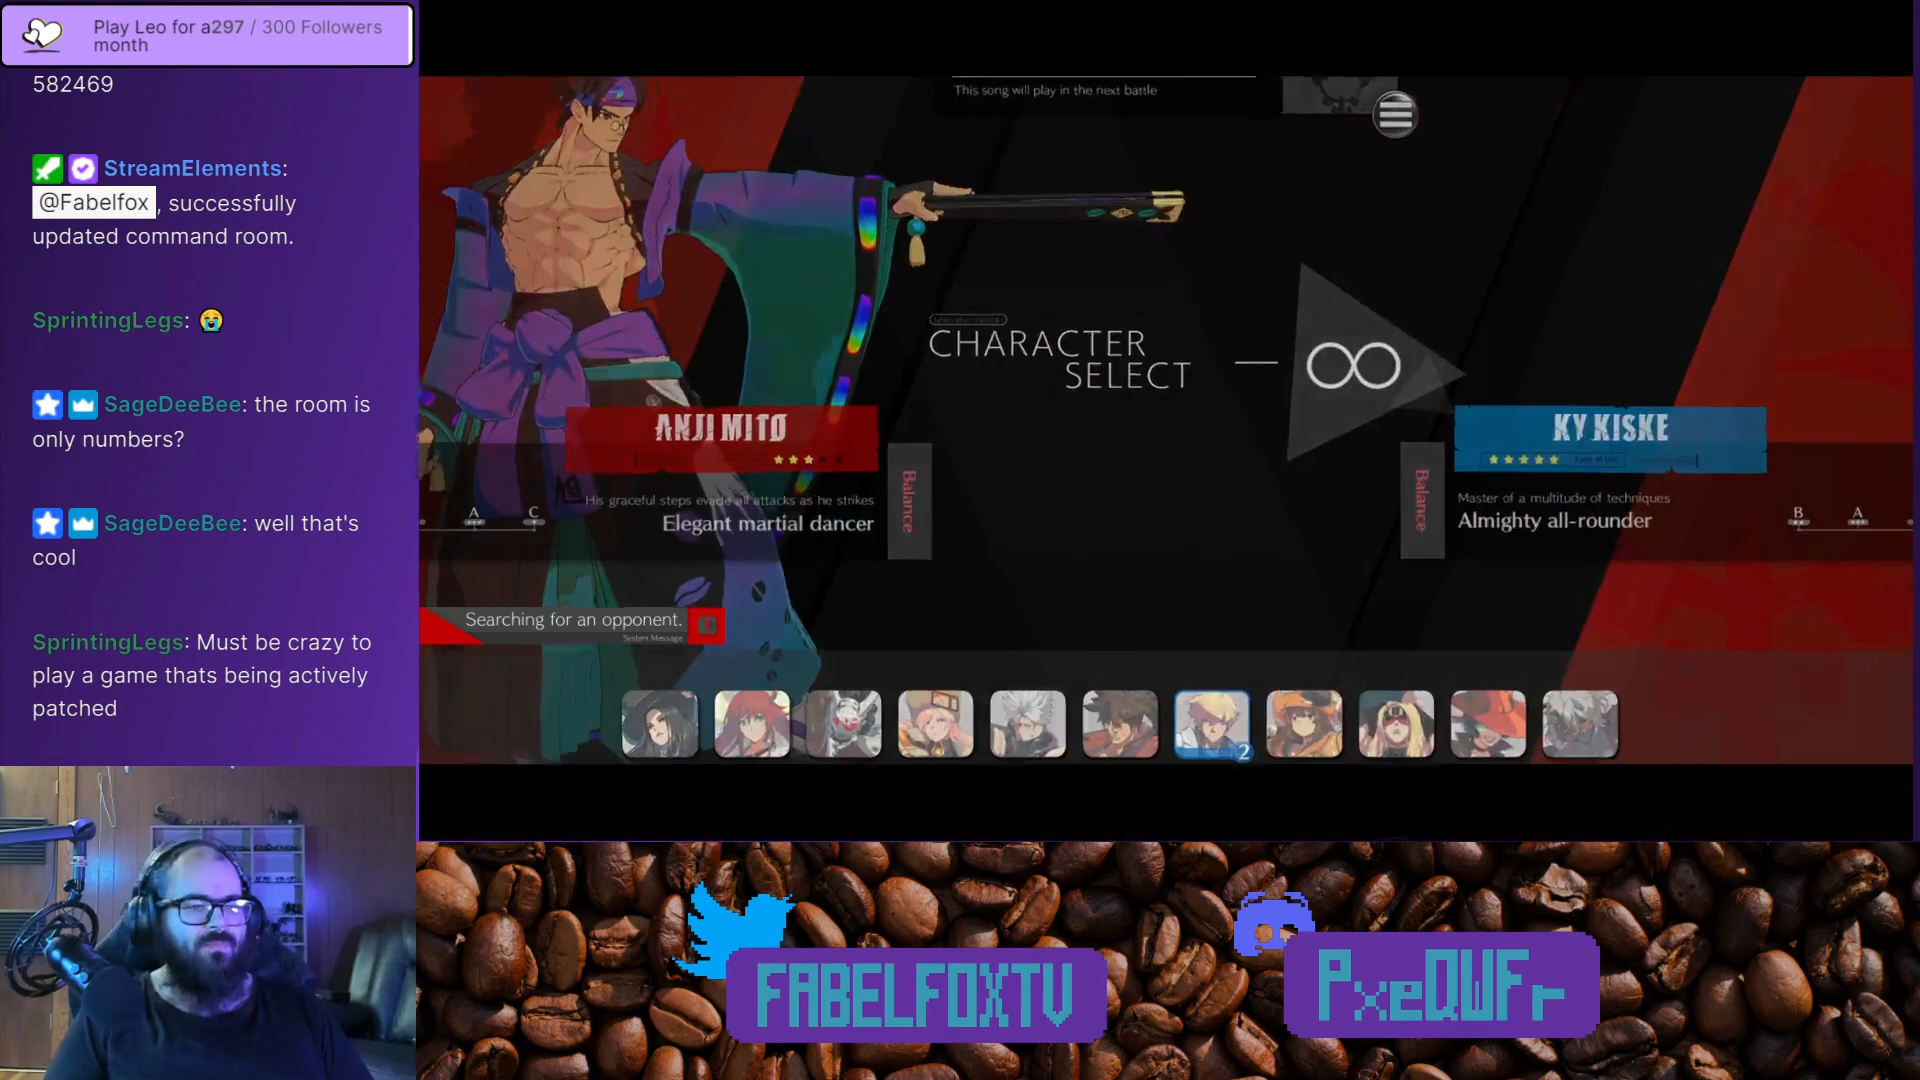 Play Leo for a
month
297 / 300 Followers
582469
StreamElements:
@Fabelfox, successfully
updated command room.
SprintingLegs: 😭
SageDeeBee: the room is
only numbers?
SageDeeBee: well that's
cool
SprintingLegs: Must be crazy to
play a game thats being actively
patched
This song will play in the next battle
CHARACTER
SELECT
ANJI MITO
His graceful steps evade all attacks as he strikes
Elegant martial dancer
Balance
A
C
KY KISKE
Master of a multitude of techniques
Almighty all-rounder
Balance
B
A
Searching for an opponent.
System Message
2
FABELFOXTV
PxeQWFr